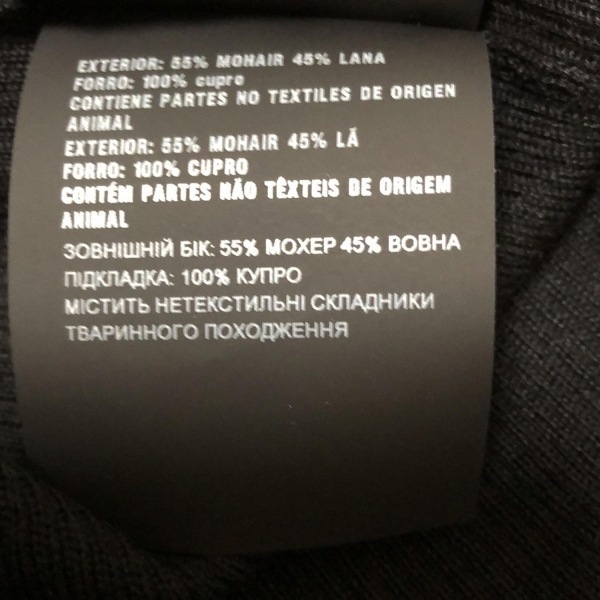 EXTERIOR: 55% MOHAIR 45% LANA
FORRO: 100% cupro
CONTIENE PARTES NO TEXTILES DE ORIGEN
ANIMAL
EXTERIOR: 55% MOHAIR 45% LÃ
FORRO: 100% CUPRO
CONTÉM PARTES NÃO TÊXTEIS DE ORIGEM
ANIMAL
ЗОВНІШНІЙ БІК: 55% МОХЕР 45% ВОВНА
ПІДКЛАДКА: 100% КУПРО
МІСТИТЬ НЕТЕКСТИЛЬНІ СКЛАДНИКИ
ТВАРИННОГО ПОХОДЖЕННЯ